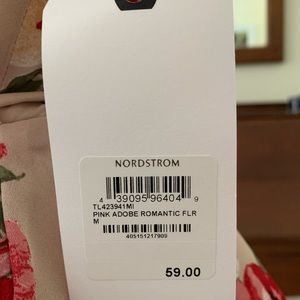 NORDSTROM
4 39095 96404 9
TL423941MI
PINK ADOBE ROMANTIC FLR
M
405151217909
59.00